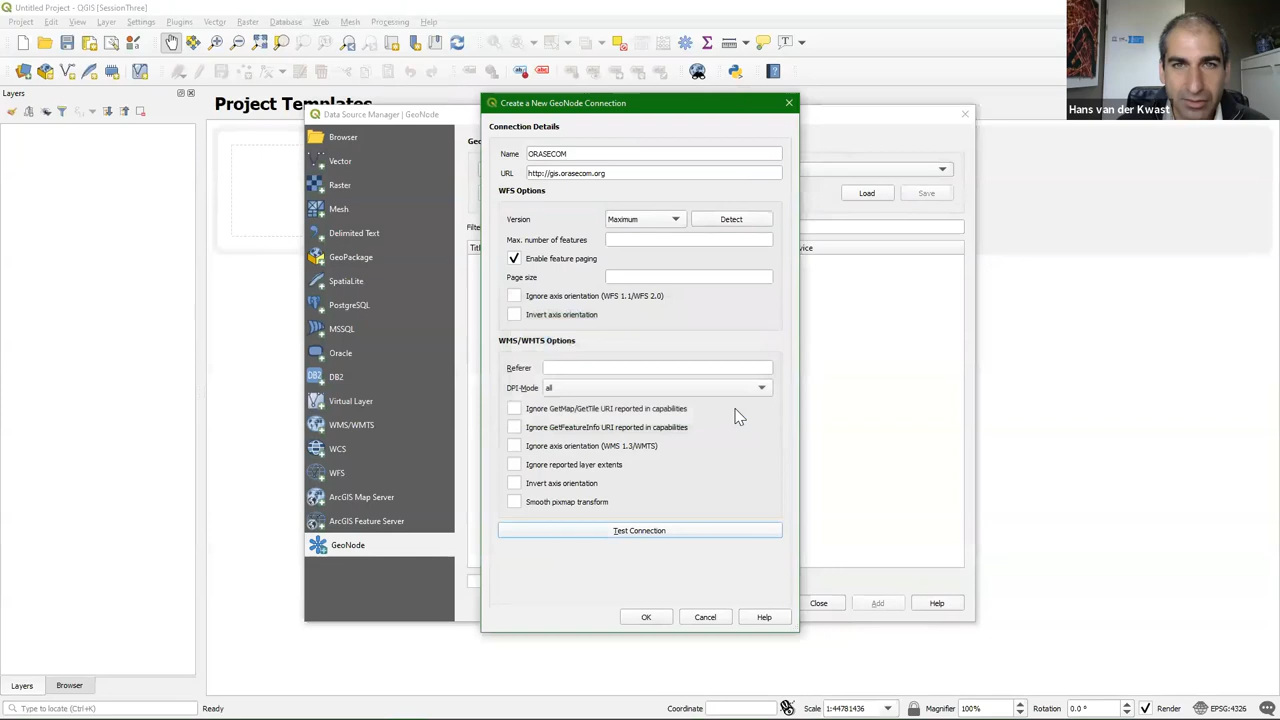 Untitled Project - QGIS [SessionThree]
Project Edit View Layer Settings Plugins Vector Raster Database Web Mesh Processing Help
Layers
Project Templates
Hans van der Kwast
Data Source Manager | GeoNode
Browser
Vector
Raster
Mesh
Delimited Text
GeoPackage
SpatiaLite
PostgreSQL
MSSQL
Oracle
DB2
Virtual Layer
WMS/WMTS
WCS
WFS
ArcGIS Map Server
ArcGIS Feature Server
GeoNode
Load Save
Close Add Help
Create a New GeoNode Connection
Connection Details
Name ORASECOM
URL http://gis.orasecom.org
WFS Options
Version Maximum Detect
Max. number of features
Enable feature paging
Page size
Ignore axis orientation (WFS 1.1/WFS 2.0)
Invert axis orientation
WMS/WMTS Options
Referer
DPI-Mode all
Ignore GetMap/GetTile URI reported in capabilities
Ignore GetFeatureInfo URI reported in capabilities
Ignore axis orientation (WMS 1.3/WMTS)
Ignore reported layer extents
Invert axis orientation
Smooth pixmap transform
Test Connection
OK Cancel Help
Layers Browser
Type to locate (Ctrl+K) Ready Coordinate Scale 1:44781436 Magnifier 100% Rotation 0.0 ° Render EPSG:4326